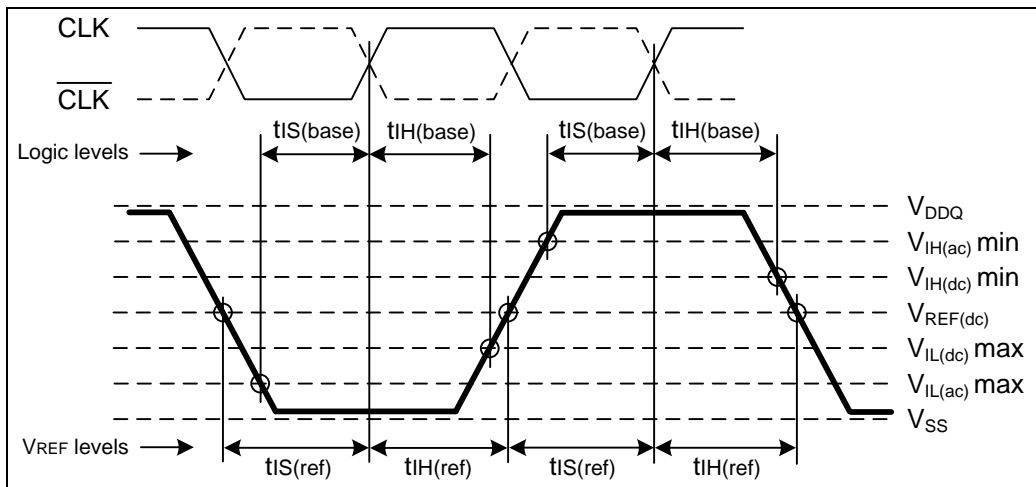 CLK
CLK
tIS(base) tIH(base) tIS(base) tIH(base)
Logic levels
VDDQ
VIH(ac) min
VIH(dc) min
VREF(dc)
VIL(dc) max
VIL(ac) max
VSS
VREF levels
tIS(ref) tIH(ref) tIS(ref) tIH(ref)